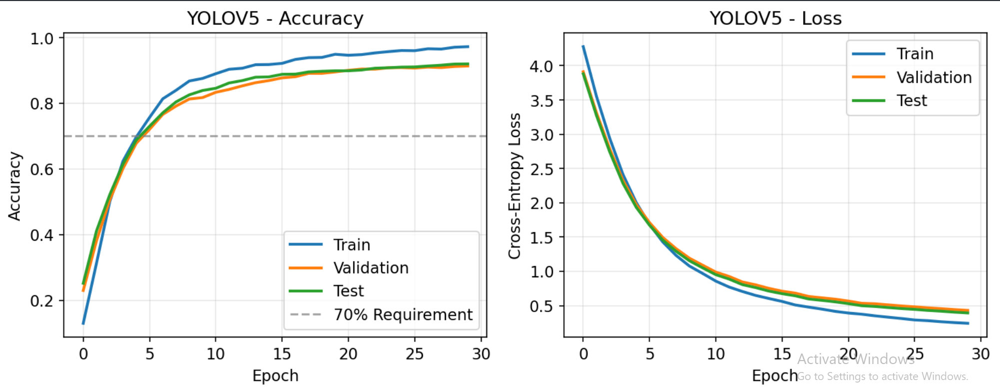 YOLOV5 - Accuracy
1.0
0.8
0.6
0.4
0.2
Accuracy
Train
Validation
Test
70% Requirement
0 5 10 15 20 25 30
Epoch
YOLOV5 - Loss
4.0
3.5
3.0
2.5
2.0
1.5
1.0
0.5
Cross-Entropy Loss
Train
Validation
Test
0 5 10 15 20 25 30
Epoch
Activate Windows
Go to Settings to activate Windows.